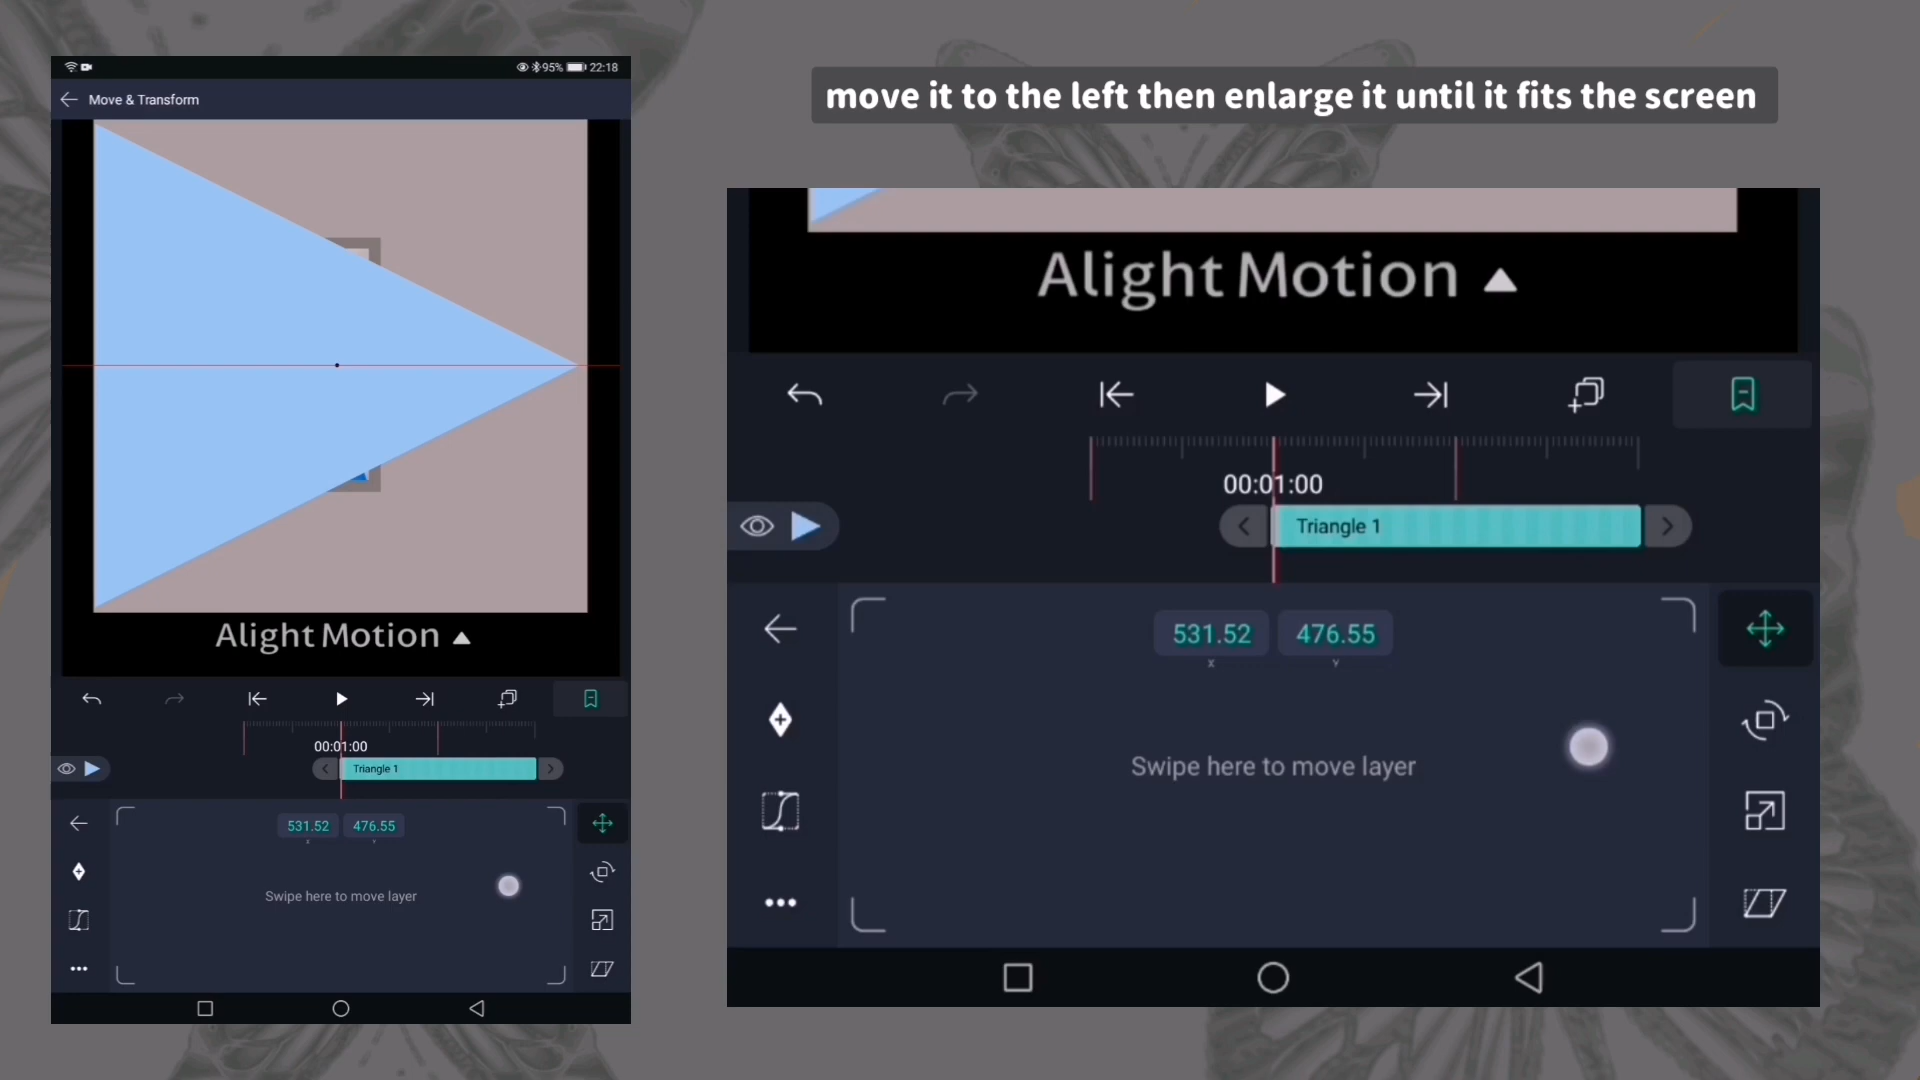 95% 22:18
Move & Transform
Alight Motion
00:01:00
Triangle 1
531.52 476.55
x Y
Swipe here to move layer
move it to the left then enlarge it until it fits the screen
Alight Motion
00:01:00
Triangle 1
531.52 476.55
X Y
Swipe here to move layer